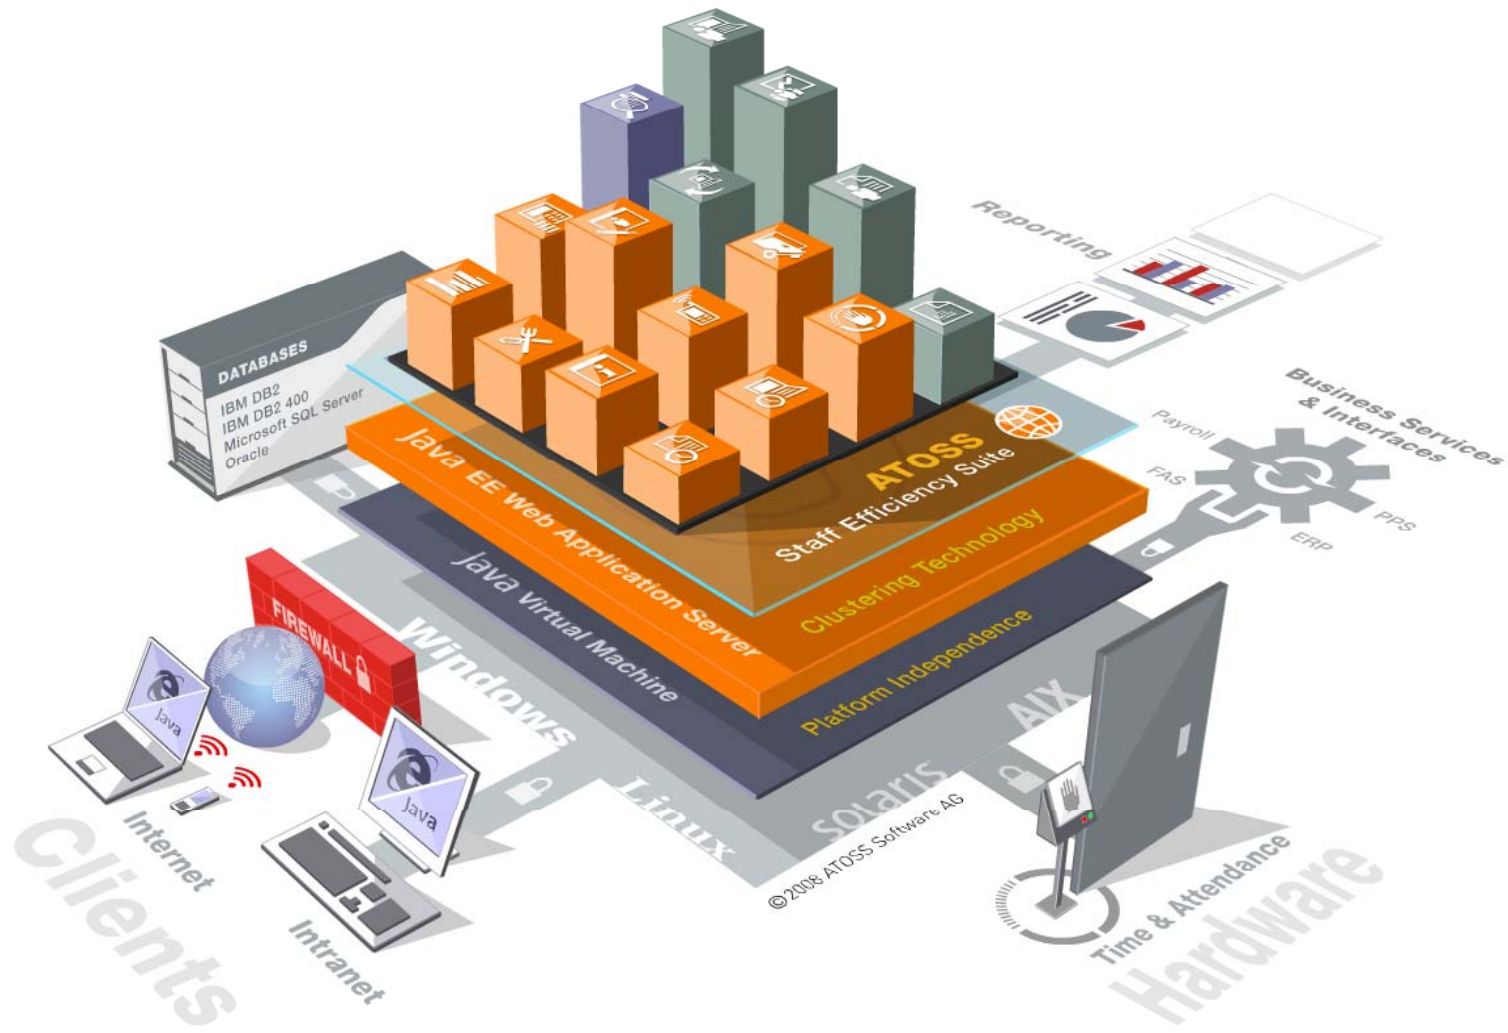 Reporting
DATABASES
IBM DB2
IBM DB2 400
Microsoft SQL Server
Oracle
Business Services
& Interfaces
Payroll
FAS
ERP
PPS
ATOSS
Staff Efficiency Suite
Java EE Web Application Server
Clustering Technology
Java Virtual Machine
Platform Independence
FIREWALL
Windows
Linux
Solaris
AIX
©2008 ATOSS Software AG
Java
Java
Internet
Intranet
Clients
Time & Attendance
Hardware